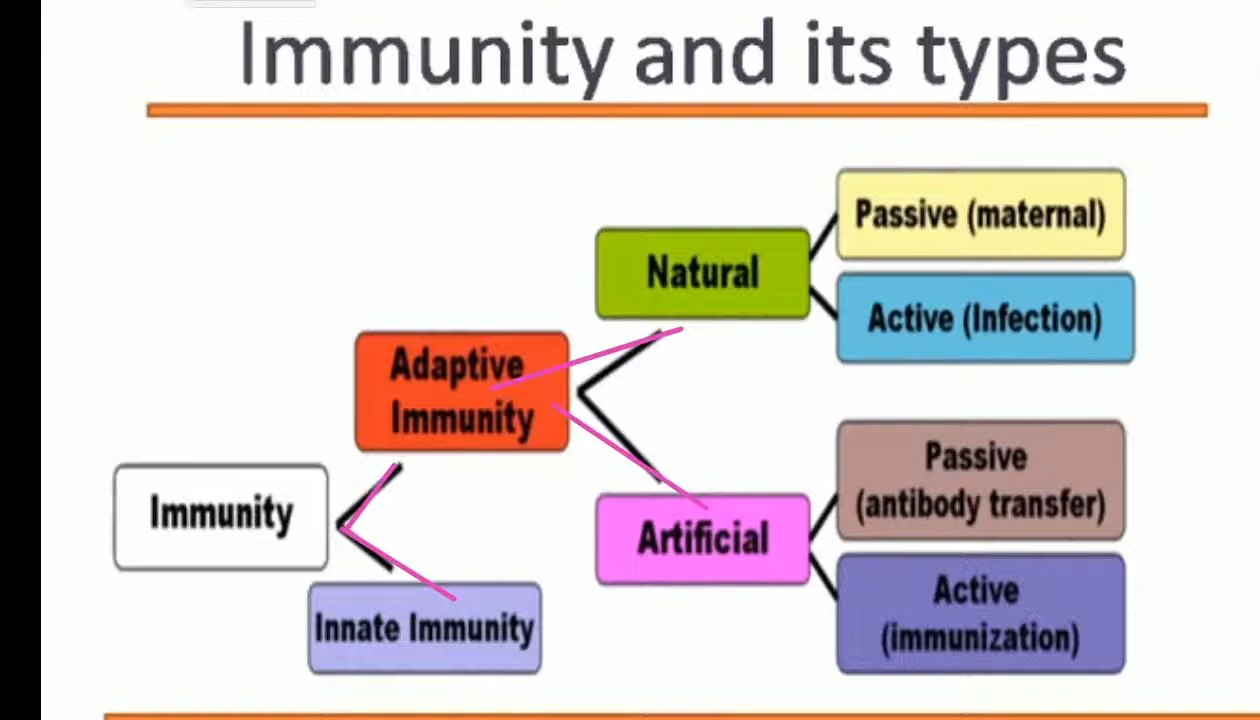 Immunity and its types
Passive (maternal)
Natural
Active (Infection)
Adaptive
Immunity
Passive
(antibody transfer)
Immunity
Artificial
Active
(immunization)
Innate Immunity